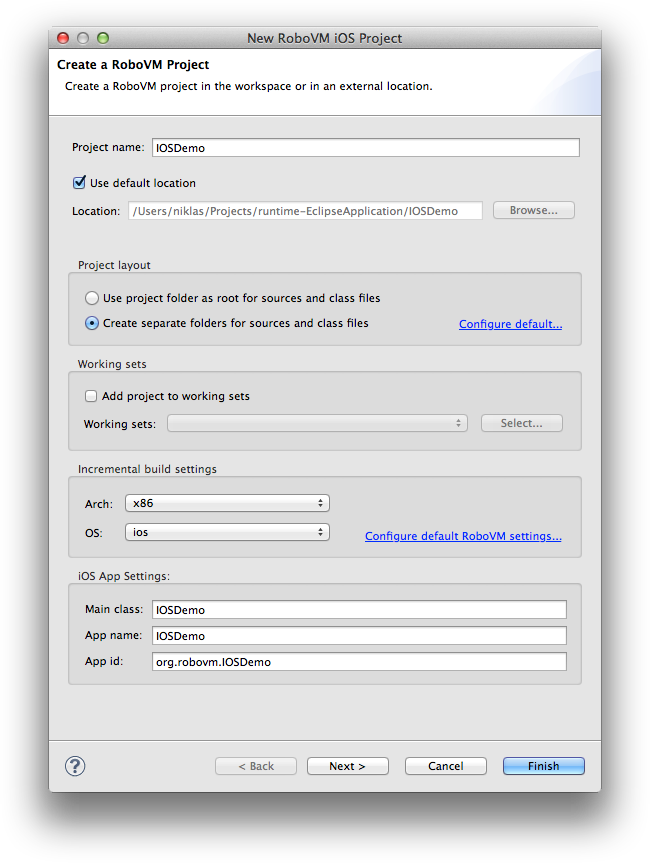 New RoboVM iOS Project
Create a RoboVM Project
Create a RoboVM project in the workspace or in an external location.
Project name: IOSDemo
Use default location
Location: /Users/niklas/Projects/runtime-EclipseApplication/IOSDemo Browse...
Project layout
Use project folder as root for sources and class files
Create separate folders for sources and class files Configure default...
Working sets
Add project to working sets
Working sets: Select...
Incremental build settings
Arch: x86
OS: ios Configure default RoboVM settings...
iOS App Settings:
Main class: IOSDemo
App name: IOSDemo
App id: org.robovm.IOSDemo
? < Back Next > Cancel Finish